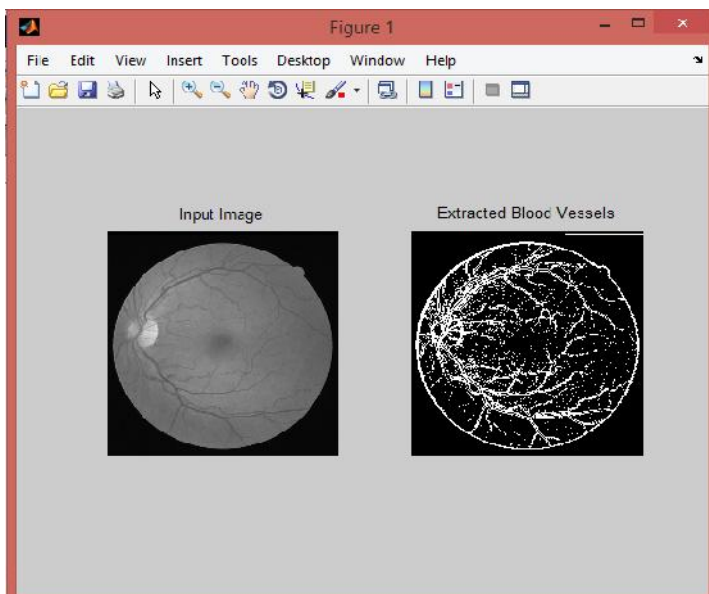 Figure 1
File Edit View Insert Tools Desktop Window Help
Input Image
Extracted Blood Vessels